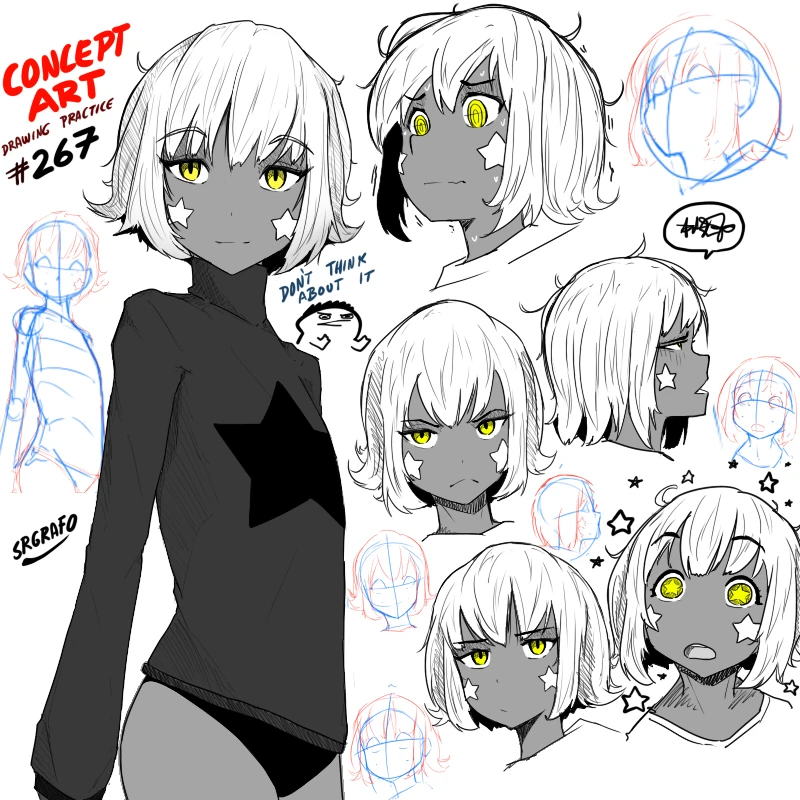 CONCEPT
ART
DRAWING PRACTICE
#267
DON'T THINK
ABOUT IT
SRGRAFO